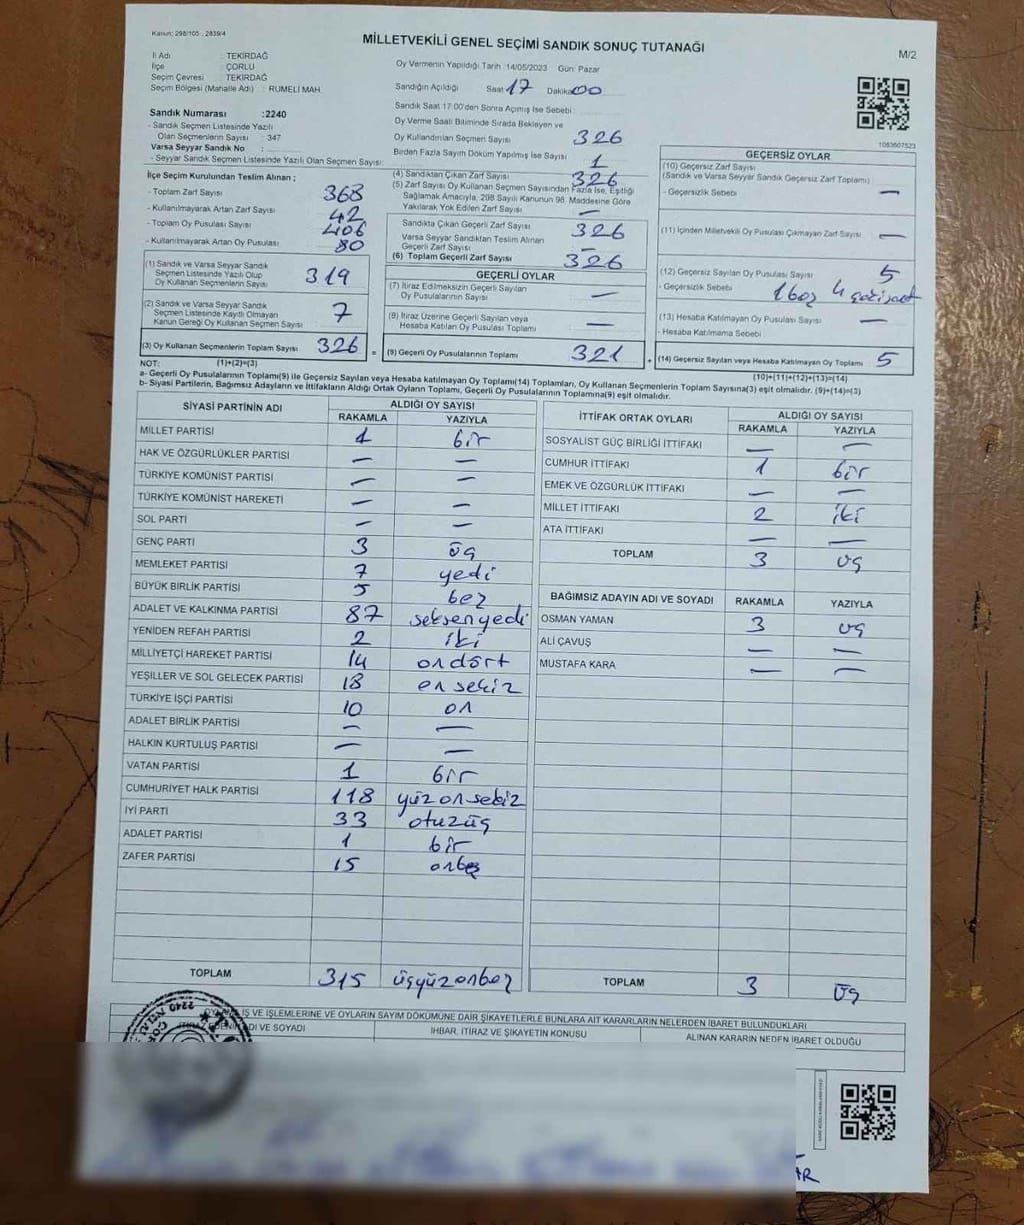 Kanun: 298/105-, 2839/4
MİLLETVEKİLİ GENEL SEÇİMİ SANDIK SONUÇ TUTANAĞI
M/2
İl Adı : TEKİRDAĞ
İlçe : ÇORLU
Seçim Çevresi : TEKİRDAĞ
Seçim Bölgesi (Mahalle Adı) : RUMELİ MAH.
Oy Vermenin Yapıldığı Tarih :14/05/2023 Gün: Pazar
Sandığın Açıldığı Saat 17 Dakika 00
Sandık Saat 17:00'den Sonra Açılmış İse Sebebi:
Sandık Numarası :2240
- Sandık Seçmen Listesinde Yazılı
Olan Seçmenlerin Sayısı : 347
Varsa Seyyar Sandık No :
- Seyyar Sandık Seçmen Listesinde Yazılı Olan Seçmen Sayısı:
Oy Verme Saati Bitiminde Sırada Bekleyen ve
Oy Kullandırılan Seçmen Sayısı 326
Birden Fazla Sayım Döküm Yapılmış İse Sayısı 1
1083607523
İlçe Seçim Kurulundan Teslim Alınan ;
- Toplam Zarf Sayısı 368
- Kullanılmayarak Artan Zarf Sayısı 42
- Toplam Oy Pusulası Sayısı 406
- Kullanılmayarak Artan Oy Pusulası 80
(1) Sandık ve Varsa Seyyar Sandık
Seçmen Listesinde Yazılı Olup
Oy Kullanan Seçmenlerin Sayısı 319
(2) Sandık ve Varsa Seyyar Sandık
Seçmen Listesinde Kayıtlı Olmayan
Kanun Gereği Oy Kullanan Seçmen Sayısı 7
(3) Oy Kullanan Seçmenlerin Toplam Sayısı 326 =
(4) Sandıktan Çıkan Zarf Sayısı 326
(5) Zarf Sayısı Oy Kullanan Seçmen Sayısından Fazla İse, Eşitliği
Sağlamak Amacıyla, 298 Sayılı Kanunun 98. Maddesine Göre
Yakılarak Yok Edilen Zarf Sayısı —
Sandıkta Çıkan Geçerli Zarf Sayısı 326
Varsa Seyyar Sandıktan Teslim Alınan
Geçerli Zarf Sayısı —
(6) Toplam Geçerli Zarf Sayısı 326
GEÇERLİ OYLAR
(7) İtiraz Edilmeksizin Geçerli Sayılan
Oy Pusulalarının Sayısı —
(8) İtiraz Üzerine Geçerli Sayılan veya
Hesaba Katılan Oy Pusulası Toplamı —
(9) Geçerli Oy Pusulalarının Toplamı 321 +
GEÇERSİZ OYLAR
(10) Geçersiz Zarf Sayısı
(Sandık ve Varsa Seyyar Sandık Geçersiz Zarf Toplamı)
- Geçersizlik Sebebi —
(11) İçinden Milletvekili Oy Pusulası Çıkmayan Zarf Sayısı —
(12) Geçersiz Sayılan Oy Pusulası Sayısı 5
- Geçersizlik Sebebi 1 boş 4
(13) Hesaba Katılmayan Oy Pusulası Sayısı —
- Hesaba Katılmama Sebebi
(14) Geçersiz Sayılan veya Hesaba Katılmayan Oy Toplamı 5
NOT: (1)+(2)=(3)
(10)+(11)+(12)+(13)=(14)
a- Geçerli Oy Pusulalarının Toplamı(9) ile Geçersiz Sayılan veya Hesaba katılmayan Oy Toplamı(14) Toplamları, Oy Kullanan Seçmenlerin Toplam Sayısına(3) eşit olmalıdır. (9)+(14)=(3)
b- Siyasi Partilerin, Bağımsız Adayların ve İttifakların Aldığı Ortak Oyların Toplamı, Geçerli Oy Pusulalarının Toplamına(9) eşit olmalıdır.
SİYASİ PARTİNİN ADI ALDIĞI OY SAYISI
RAKAMLA YAZIYLA
MİLLET PARTİSİ 1 bir
HAK VE ÖZGÜRLÜKLER PARTİSİ — —
TÜRKİYE KOMÜNİST PARTİSİ — —
TÜRKİYE KOMÜNİST HAREKETİ — —
SOL PARTİ — —
GENÇ PARTİ 3 üç
MEMLEKET PARTİSİ 7 yedi
BÜYÜK BİRLİK PARTİSİ 5 beş
ADALET VE KALKINMA PARTİSİ 87 seksenyedi
YENİDEN REFAH PARTİSİ 2 iki
MİLLİYETÇİ HAREKET PARTİSİ 14 ondört
YEŞİLLER VE SOL GELECEK PARTİSİ 18 onsekiz
TÜRKİYE İŞÇİ PARTİSİ 10 on
ADALET BİRLİK PARTİSİ — —
HALKIN KURTULUŞ PARTİSİ — —
VATAN PARTİSİ 1 bir
CUMHURİYET HALK PARTİSİ 118 yüzonsekiz
İYİ PARTİ 33 otuzüç
ADALET PARTİSİ 1 bir
ZAFER PARTİSİ 15 onbeş
TOPLAM 315 üçyüzonbeş
İTTİFAK ORTAK OYLARI ALDIĞI OY SAYISI
RAKAMLA YAZIYLA
SOSYALİST GÜÇ BİRLİĞİ İTTİFAKI — —
CUMHUR İTTİFAKI 1 bir
EMEK VE ÖZGÜRLÜK İTTİFAKI — —
MİLLET İTTİFAKI 2 iki
ATA İTTİFAKI — —
TOPLAM 3 üç
BAĞIMSIZ ADAYIN ADI VE SOYADI RAKAMLA YAZIYLA
OSMAN YAMAN 3 üç
ALİ ÇAVUŞ — —
MUSTAFA KARA — —
TOPLAM 3 üç
İŞ VE İŞLEMLERİNE VE OYLARIN SAYIM DÖKÜMÜNE DAİR ŞİKAYETLERLE BUNLARA AİT KARARLARIN NELERDEN İBARET BULUNDUKLARI
İTİRAZ EDENİN ADI VE SOYADI İHBAR, İTİRAZ VE ŞİKAYETİN KONUSU ALINAN KARARIN NEDEN İBARET OLDUĞU
2240